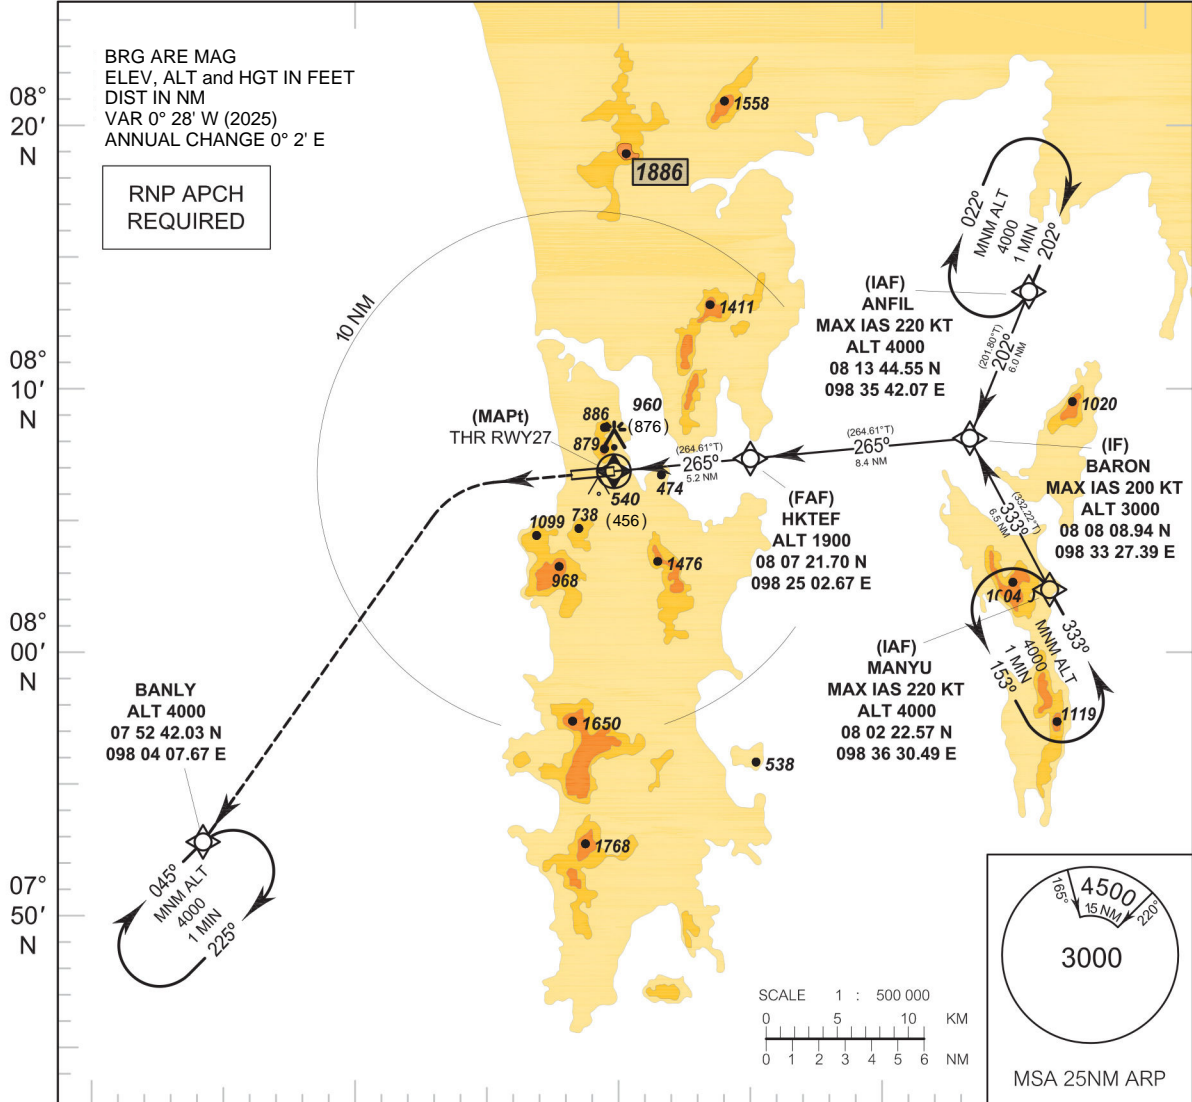 BRG ARE MAG
ELEV, ALT and HGT IN FEET
DIST IN NM
VAR 0° 28' W (2025)
ANNUAL CHANGE 0° 2' E
RNP APCH
REQUIRED
08°
20'
N
08°
10'
N
08°
00'
N
07°
50'
N
10 NM
1558
1886
1411
886
960
(876)
879
(MAPt)
THR RWY27
540
(456)
474
738
1099
968
1476
1650
538
1768
1020
1119
022°
MNM ALT
4000
1 MIN
202°
(IAF)
ANFIL
MAX IAS 220 KT
ALT 4000
08 13 44.55 N
098 35 42.07 E
(201.80°T)
202°
6.0 NM
(264.61°T)
265°
8.4 NM
(264.61°T)
265°
5.2 NM
(IF)
BARON
MAX IAS 200 KT
ALT 3000
08 08 08.94 N
098 33 27.39 E
(FAF)
HKTEF
ALT 1900
08 07 21.70 N
098 25 02.67 E
(332.22°T)
333°
6.5 NM
(IAF)
MANYU
MAX IAS 220 KT
ALT 4000
08 02 22.57 N
098 36 30.49 E
333°
MNM ALT
4000
1 MIN
153°
BANLY
ALT 4000
07 52 42.03 N
098 04 07.67 E
045°
MNM ALT
4000
1 MIN
225°
SCALE 1 : 500 000
0 5 10 KM
0 1 2 3 4 5 6 NM
165°
4500
15 NM
220°
3000
MSA 25NM ARP